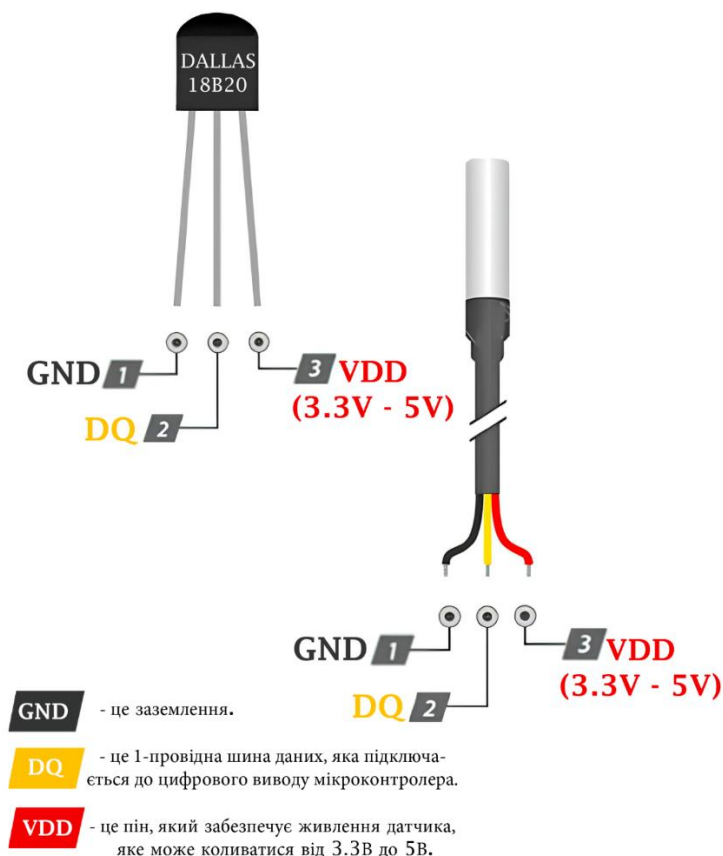 DALLAS
18B20
GND 1
3 VDD
(3.3V - 5V)
DQ 2
GND 1
3 VDD
(3.3V - 5V)
DQ 2
GND - це заземлення.
DQ - це 1-провідна шина даних, яка підключа-
ється до цифрового виводу мікроконтролера.
VDD - це пін, який забезпечує живлення датчика,
яке може коливатися від 3.3В до 5В.